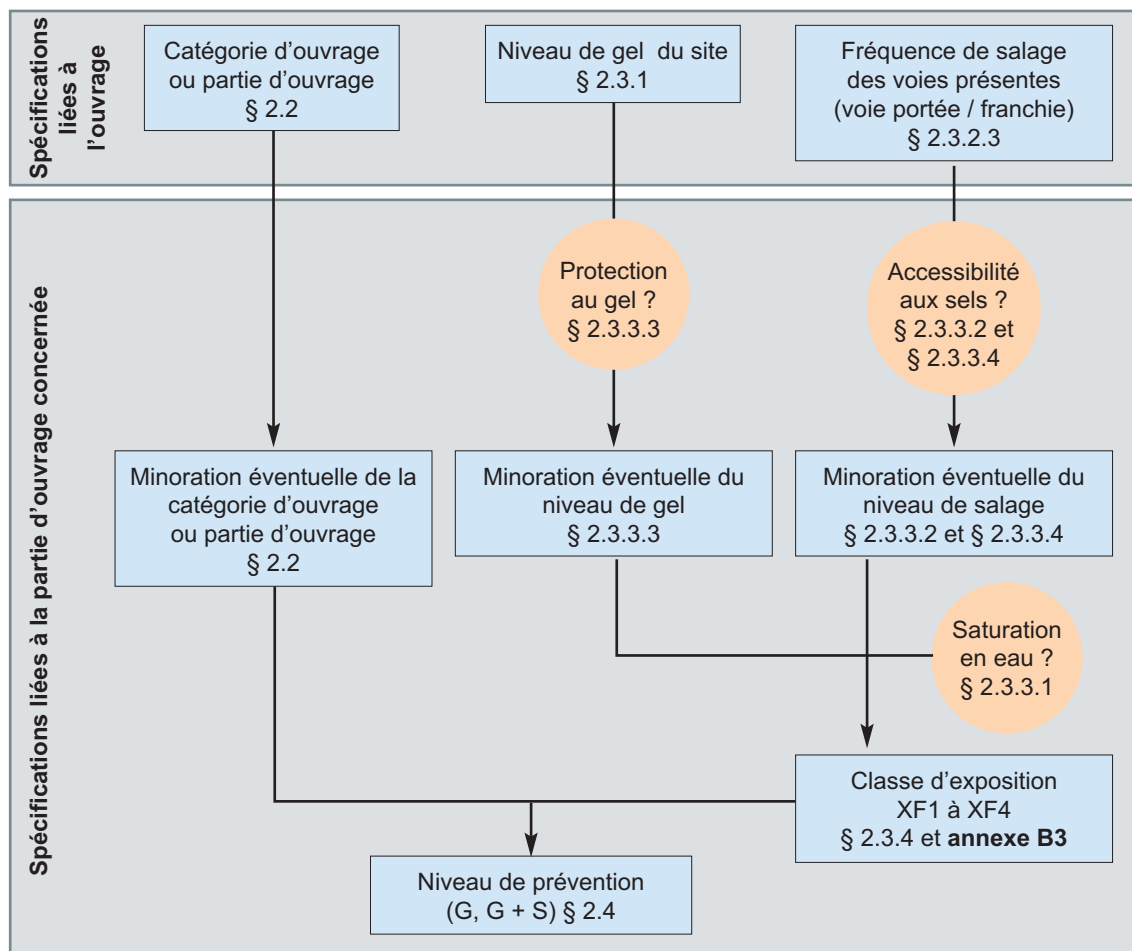 Spécifications
liées à
l'ouvrage
Catégorie d'ouvrage
ou partie d'ouvrage
§ 2.2
Niveau de gel du site
§ 2.3.1
Fréquence de salage
des voies présentes
(voie portée / franchie)
§ 2.3.2.3
Spécifications liées à la partie d'ouvrage concernée
Protection
au gel ?
§ 2.3.3.3
Accessibilité
aux sels ?
§ 2.3.3.2 et
§ 2.3.3.4
Minoration éventuelle de la
catégorie d'ouvrage
ou partie d'ouvrage
§ 2.2
Minoration éventuelle du
niveau de gel
§ 2.3.3.3
Minoration éventuelle du
niveau de salage
§ 2.3.3.2 et § 2.3.3.4
Saturation
en eau ?
§ 2.3.3.1
Classe d'exposition
XF1 à XF4
§ 2.3.4 et annexe B3
Niveau de prévention
(G, G + S) § 2.4